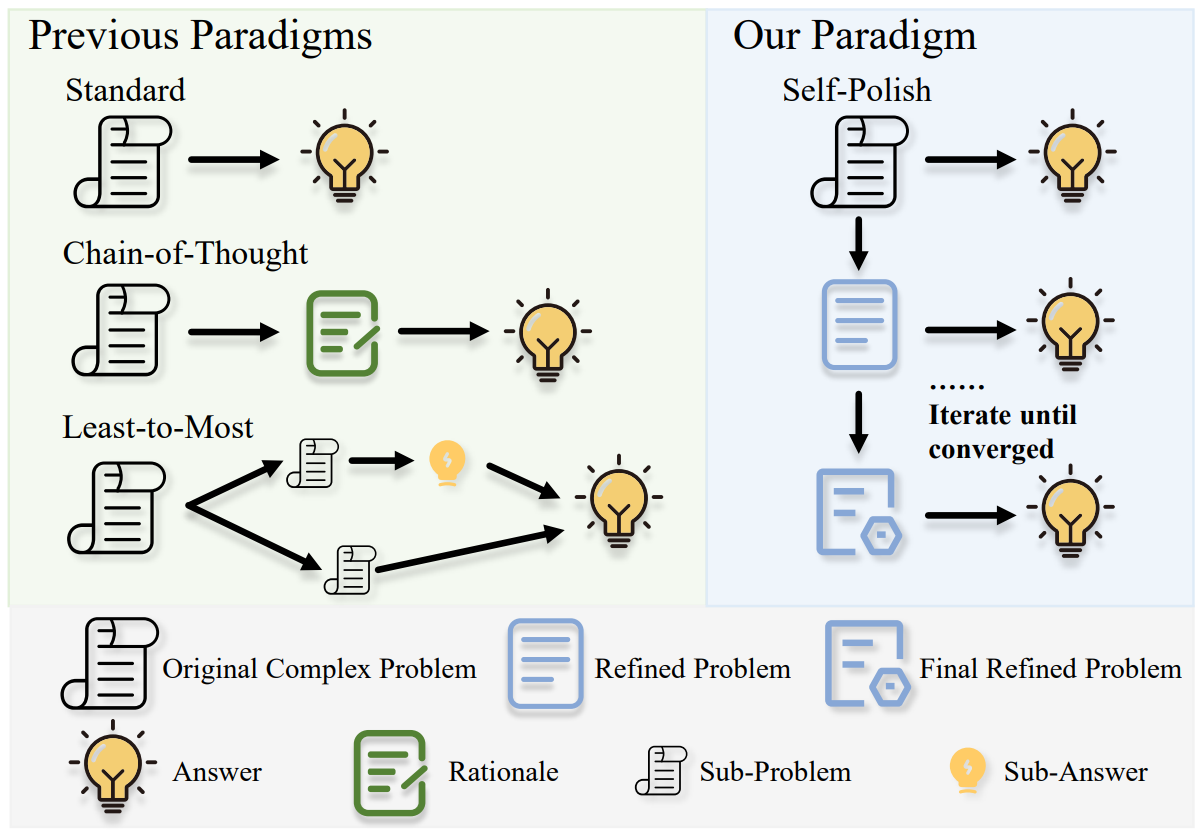 Previous Paradigms
Standard
Chain-of-Thought
Least-to-Most
Our Paradigm
Self-Polish
......
Iterate until
converged
Original Complex Problem
Refined Problem
Final Refined Problem
Answer
Rationale
Sub-Problem
Sub-Answer